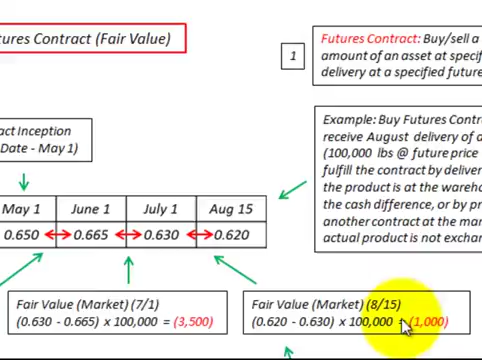 tures Contract (Fair Value)
1
Futures Contract: Buy/sell a
amount of an asset at specif
delivery at a specified future
act Inception
Date - May 1)
Example: Buy Futures Contr
receive August delivery of a
(100,000 lbs @ future price
fulfill the contract by deliver
the product is at the wareho
the cash difference, or by pr
another contract at the mar
actual product is not exchan
May 1 June 1 July 1 Aug 15
0.650 0.665 0.630 0.620
Fair Value (Market) (7/1)
(0.630 - 0.665) x 100,000 = (3,500)
Fair Value (Market) (8/15)
(0.620 - 0.630) x 100,000 = (1,000)